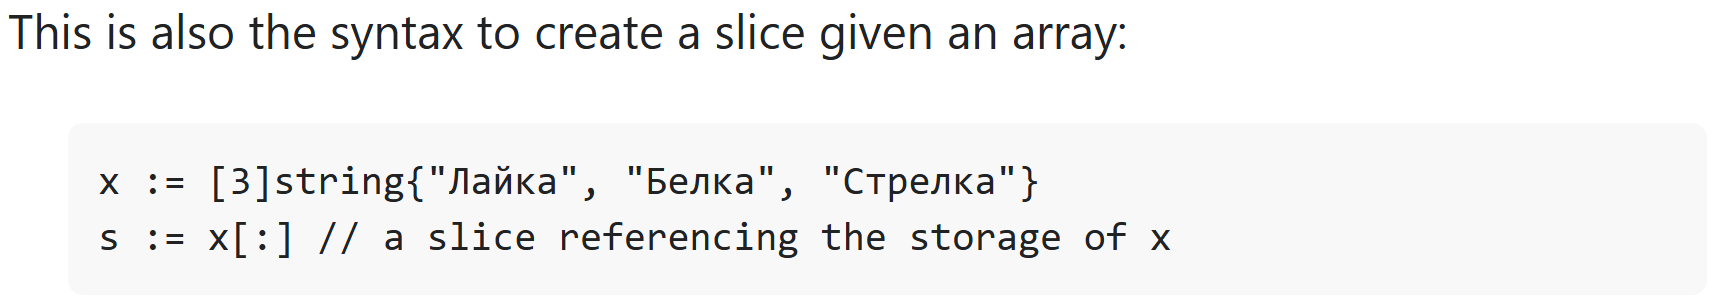 This is also the syntax to create a slice given an array:
x := [3]string{"Лайка", "Белка", "Стрелка"}
s := x[:] // a slice referencing the storage of x